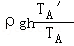 ρ gh T_A′ / T_A